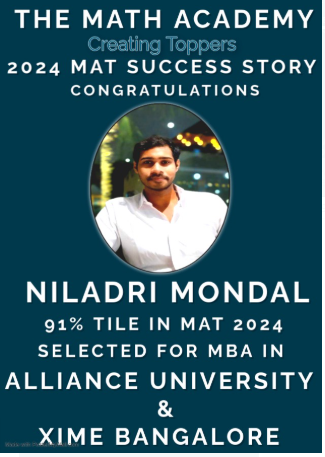 THE MATH ACADEMY
Creating Toppers
2024 MAT SUCCESS STORY
CONGRATULATIONS
NILADRI MONDAL
91% TILE IN MAT 2024
SELECTED FOR MBA IN
ALLIANCE UNIVERSITY
&
XIME BANGALORE